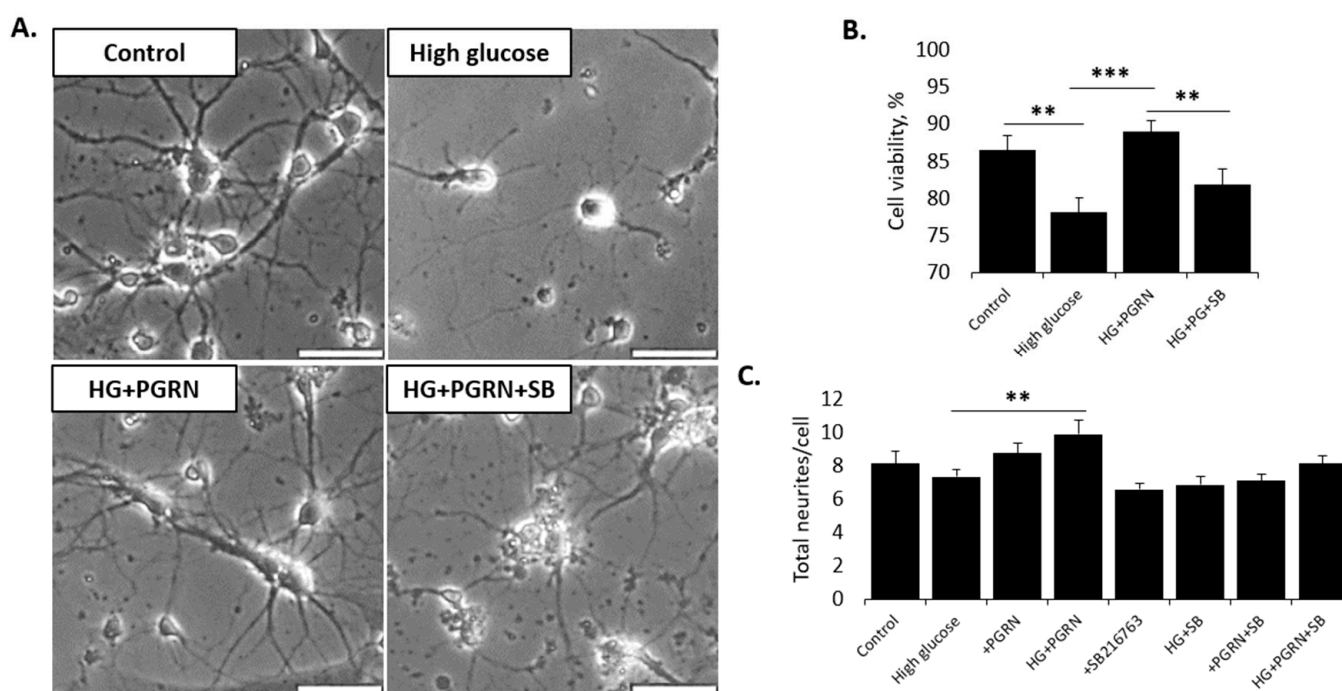 A.
Control
High glucose
HG+PGRN
HG+PGRN+SB
B.
Cell viability, %
100
95
90
85
80
75
70
**
***
**
Control
High glucose
HG+PGRN
HG+PG+SB
C.
Total neurites/cell
12
10
8
6
4
2
0
**
Control
High glucose
+PGRN
HG+PGRN
+SB216763
HG+SB
+PGRN+SB
HG+PGRN+SB